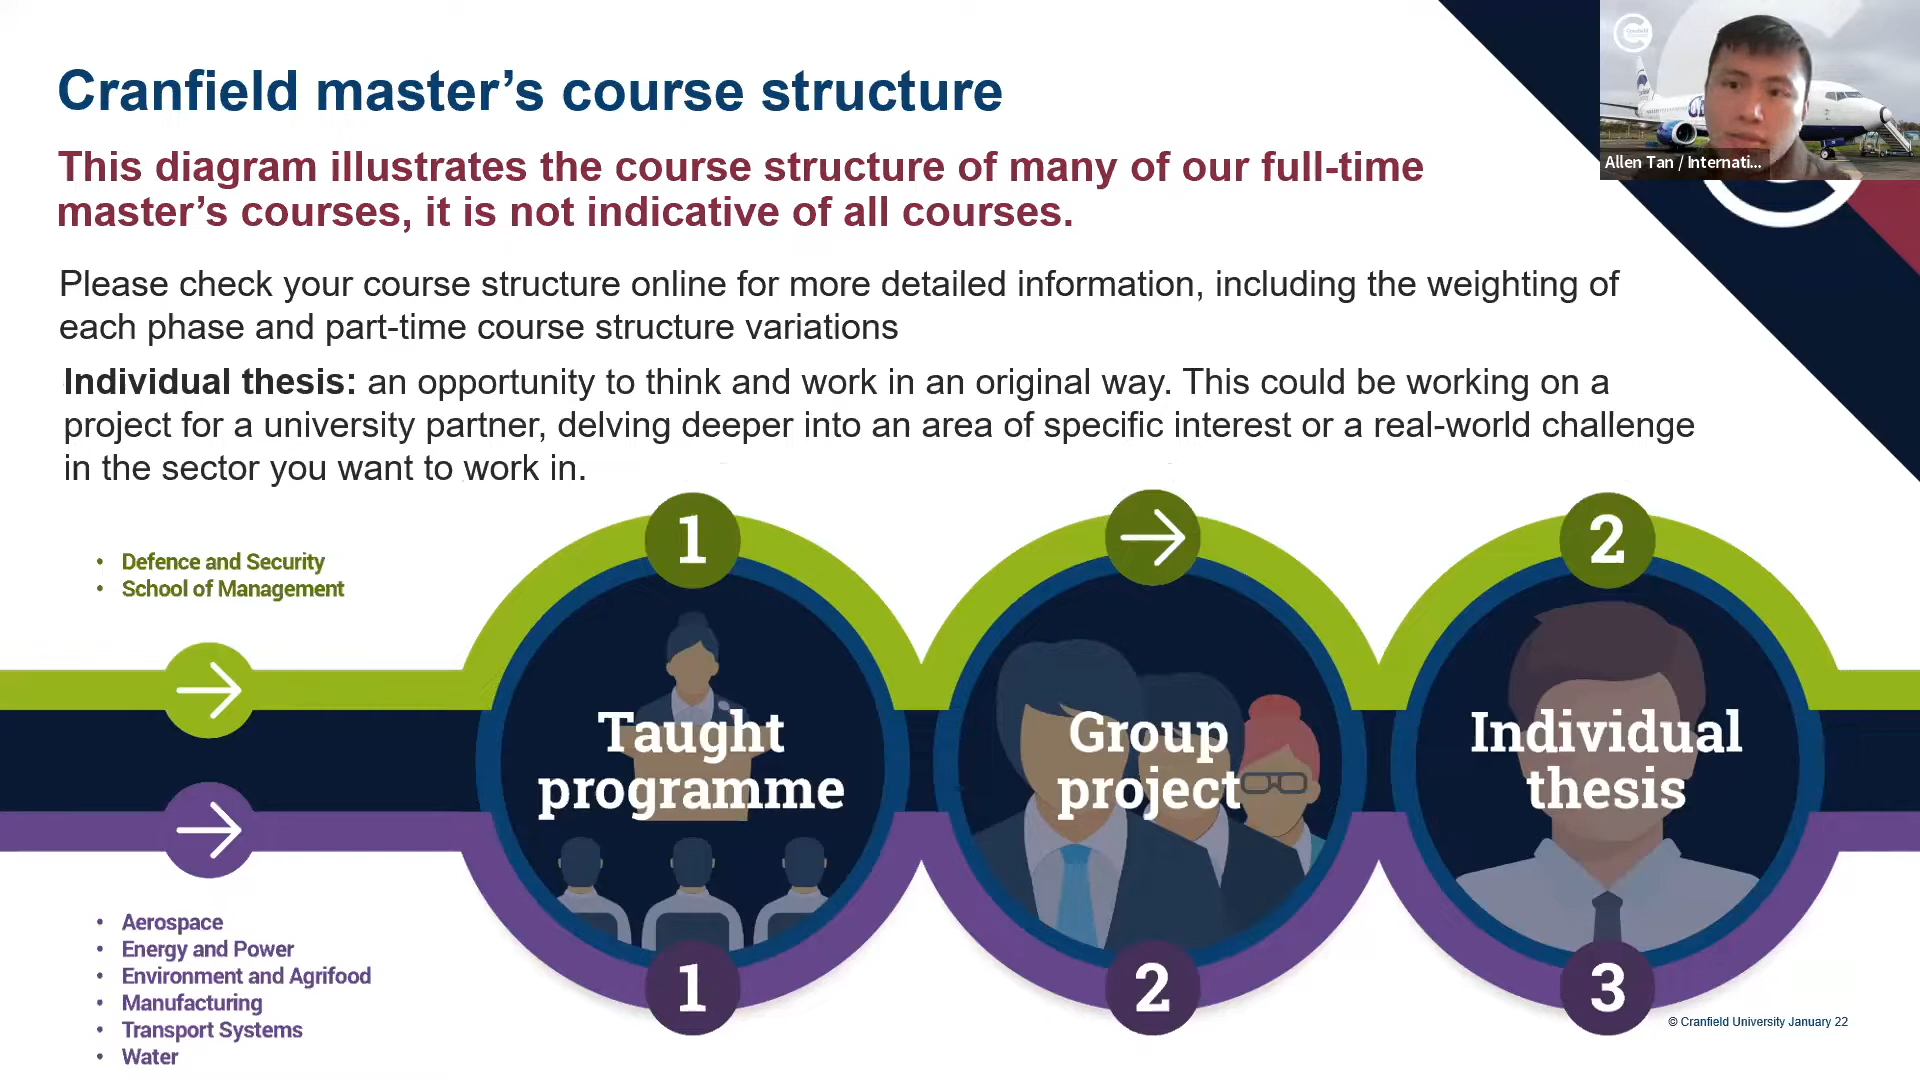 Cranfield master’s course structure
This diagram illustrates the course structure of many of our full-time
master’s courses, it is not indicative of all courses.
Please check your course structure online for more detailed information, including the weighting of
each phase and part-time course structure variations
Individual thesis: an opportunity to think and work in an original way. This could be working on a
project for a university partner, delving deeper into an area of specific interest or a real-world challenge
in the sector you want to work in.
Allen Tan / Internati...
• Defence and Security
• School of Management
1
2
Taught
programme
Group
project
Individual
thesis
1
2
3
• Aerospace
• Energy and Power
• Environment and Agrifood
• Manufacturing
• Transport Systems
• Water
© Cranfield University January 22